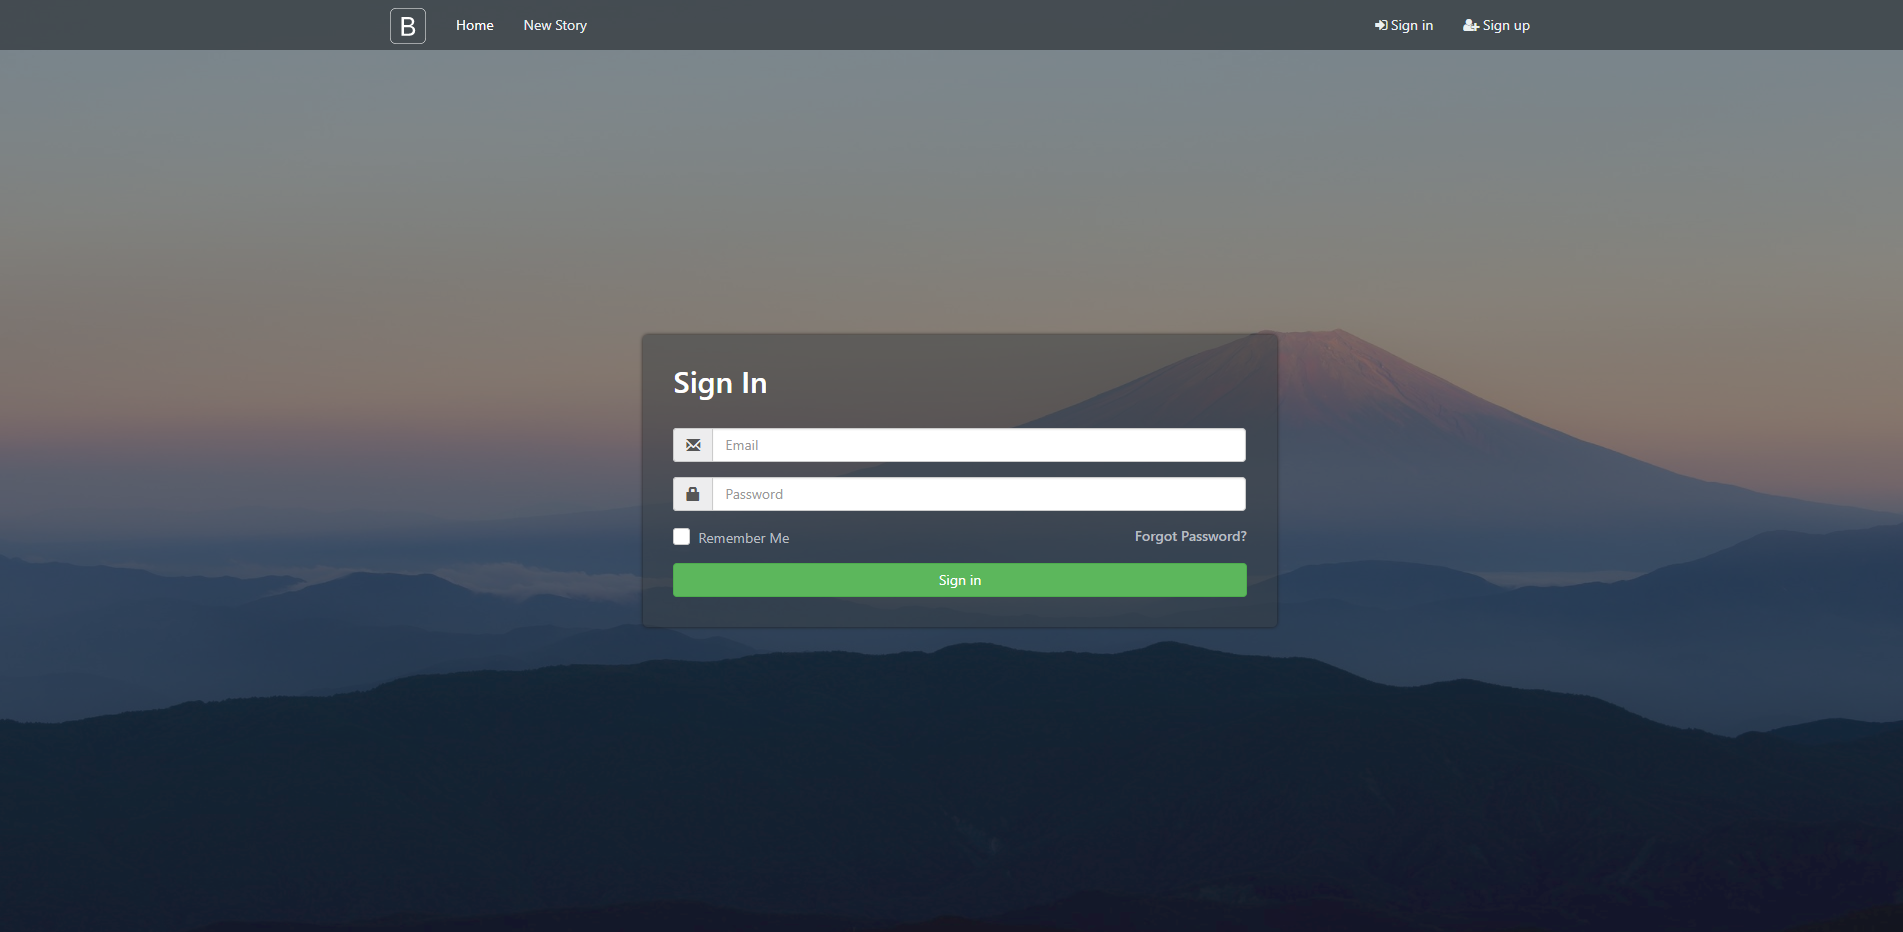 B Home New Story Sign in Sign up
Sign In
Email
Password
Remember Me Forgot Password?
Sign in